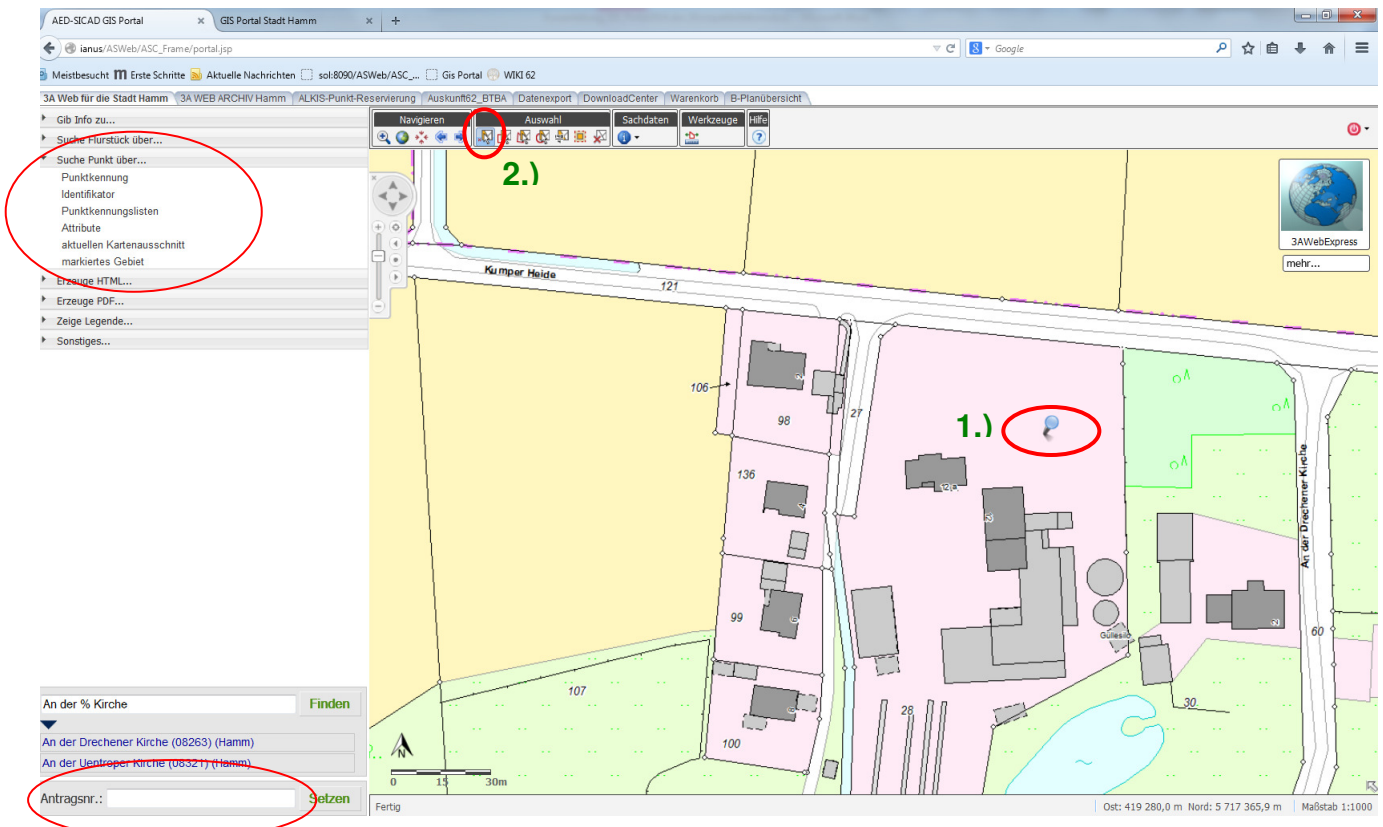 AED-SICAD GIS Portal × GIS Portal Stadt Hamm × +
ianus/ASWeb/ASC_Frame/portal.jsp Google
Meistbesucht Erste Schritte Aktuelle Nachrichten sol:8090/ASWeb/ASC_... Gis Portal WIKI 62
3A Web für die Stadt Hamm 3A WEB ARCHIV Hamm ALKIS-Punkt-Reservierung Auskunft62_BTBA Datenexport DownloadCenter Warenkorb B-Planübersicht
Gib Info zu...
Suche Flurstück über...
Suche Punkt über...
Punktkennung
Identifikator
Punktkennungslisten
Attribute
aktuellen Kartenausschnitt
markiertes Gebiet
Erzeuge HTML...
Erzeuge PDF...
Zeige Legende...
Sonstiges...
Navigieren Auswahl Sachdaten Werkzeuge Hilfe
2.)
3AWebExpress
mehr...
Kumper Heide
121
106
98
27
1.)
136
12 a
4
An der Drechener Kirche
99
6
Güllesilo
2
60
107
8
28
30
100
N
0 15 30m
An der % Kirche Finden
An der Drechener Kirche (08263) (Hamm)
An der Uentroper Kirche (08321) (Hamm)
Antragsnr.: Setzen
Fertig
Ost: 419 280,0 m Nord: 5 717 365,9 m Maßstab 1:1000